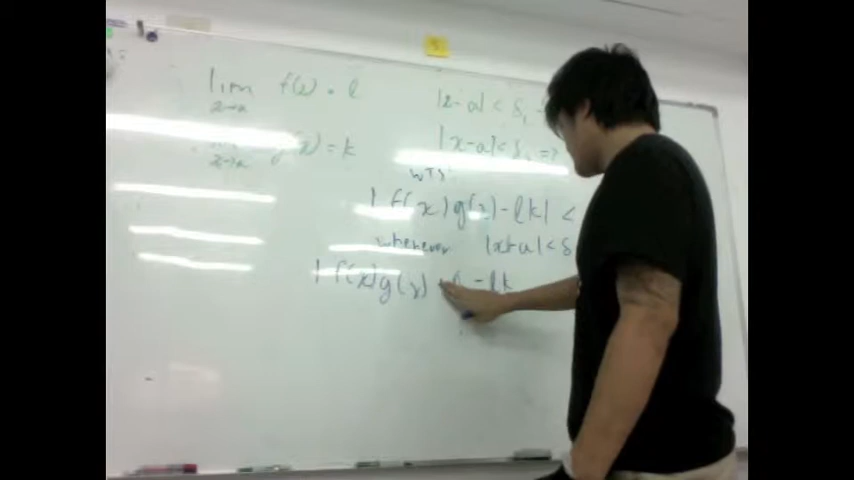 lim f(x) = l
x→a
|x-a| < δ₁
lim g(x) = k
x→a
|x-a| < δ₂ =>
WTS:
| f(x)g(x) - lk| <
whenever |x-a| < δ
| f(x)g(x) - lk